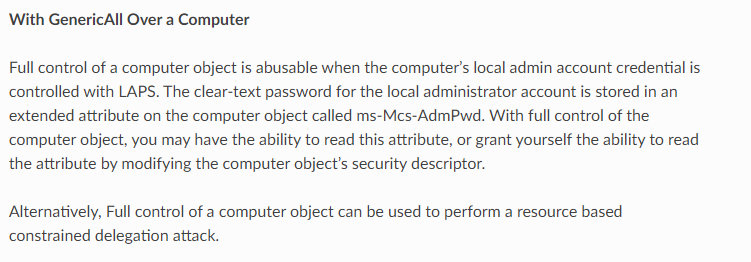 With GenericAll Over a Computer
Full control of a computer object is abusable when the computer’s local admin account credential is
controlled with LAPS. The clear-text password for the local administrator account is stored in an
extended attribute on the computer object called ms-Mcs-AdmPwd. With full control of the
computer object, you may have the ability to read this attribute, or grant yourself the ability to read
the attribute by modifying the computer object’s security descriptor.
Alternatively, Full control of a computer object can be used to perform a resource based
constrained delegation attack.